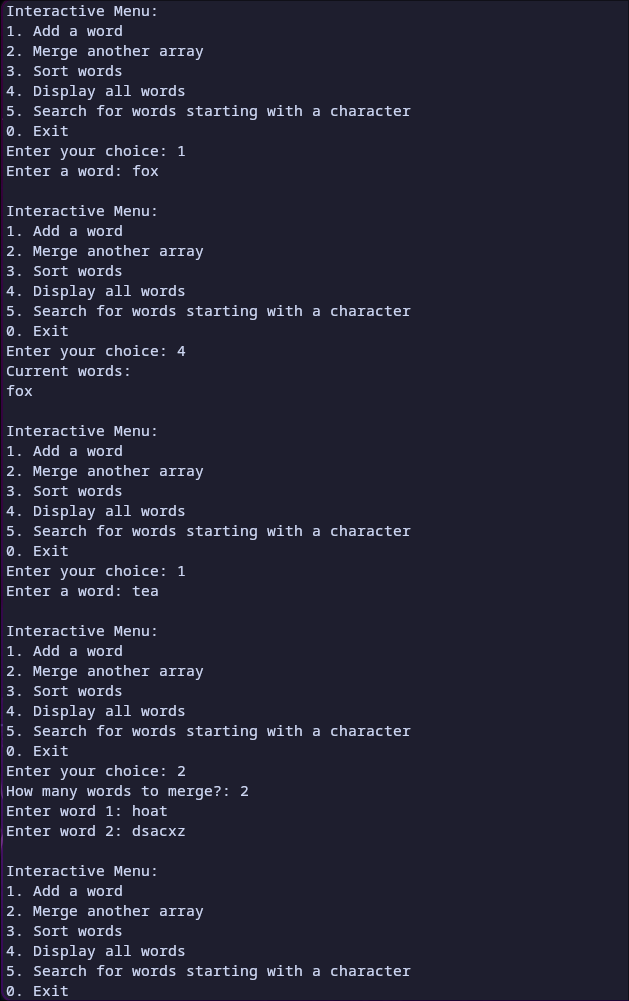 Interactive Menu:
1. Add a word
2. Merge another array
3. Sort words
4. Display all words
5. Search for words starting with a character
0. Exit
Enter your choice: 1
Enter a word: fox

Interactive Menu:
1. Add a word
2. Merge another array
3. Sort words
4. Display all words
5. Search for words starting with a character
0. Exit
Enter your choice: 4
Current words:
fox

Interactive Menu:
1. Add a word
2. Merge another array
3. Sort words
4. Display all words
5. Search for words starting with a character
0. Exit
Enter your choice: 1
Enter a word: tea

Interactive Menu:
1. Add a word
2. Merge another array
3. Sort words
4. Display all words
5. Search for words starting with a character
0. Exit
Enter your choice: 2
How many words to merge?: 2
Enter word 1: hoat
Enter word 2: dsacxz

Interactive Menu:
1. Add a word
2. Merge another array
3. Sort words
4. Display all words
5. Search for words starting with a character
0. Exit